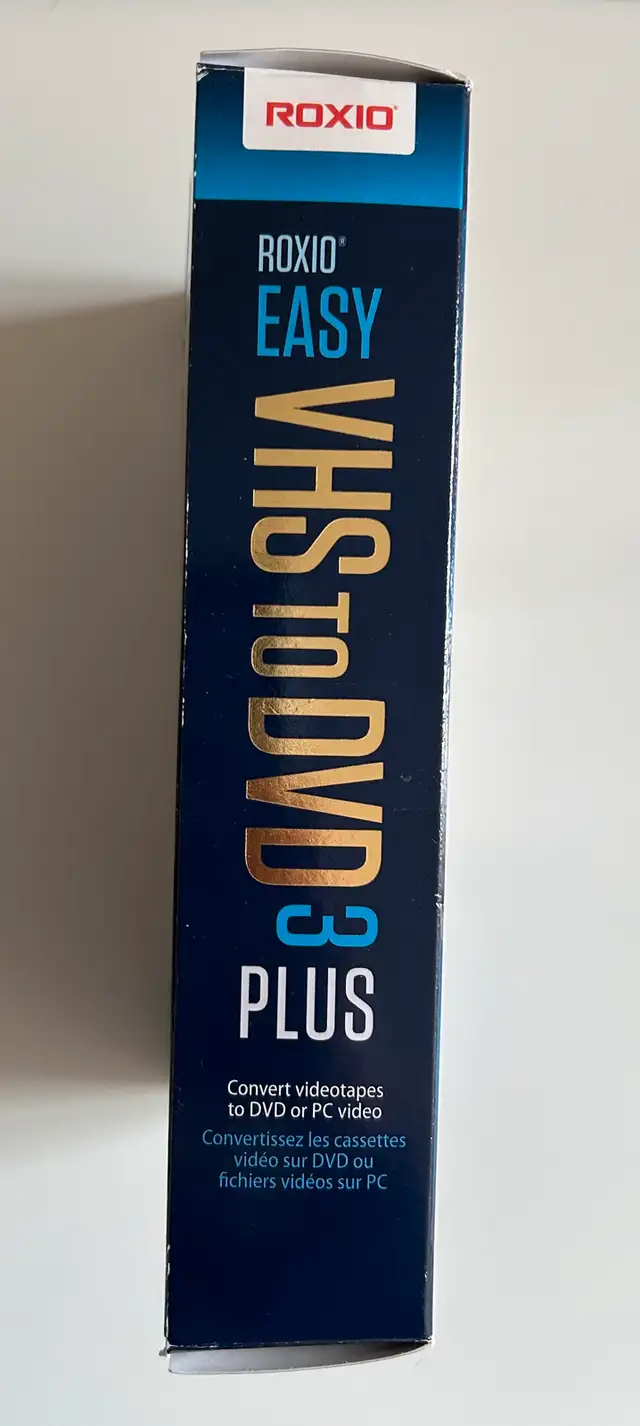 ROXIO®
ROXIO®
EASY
VHS TO DVD
3
PLUS
Convert videotapes
to DVD or PC video
Convertissez les cassettes
vidéo sur DVD ou
fichiers vidéos sur PC